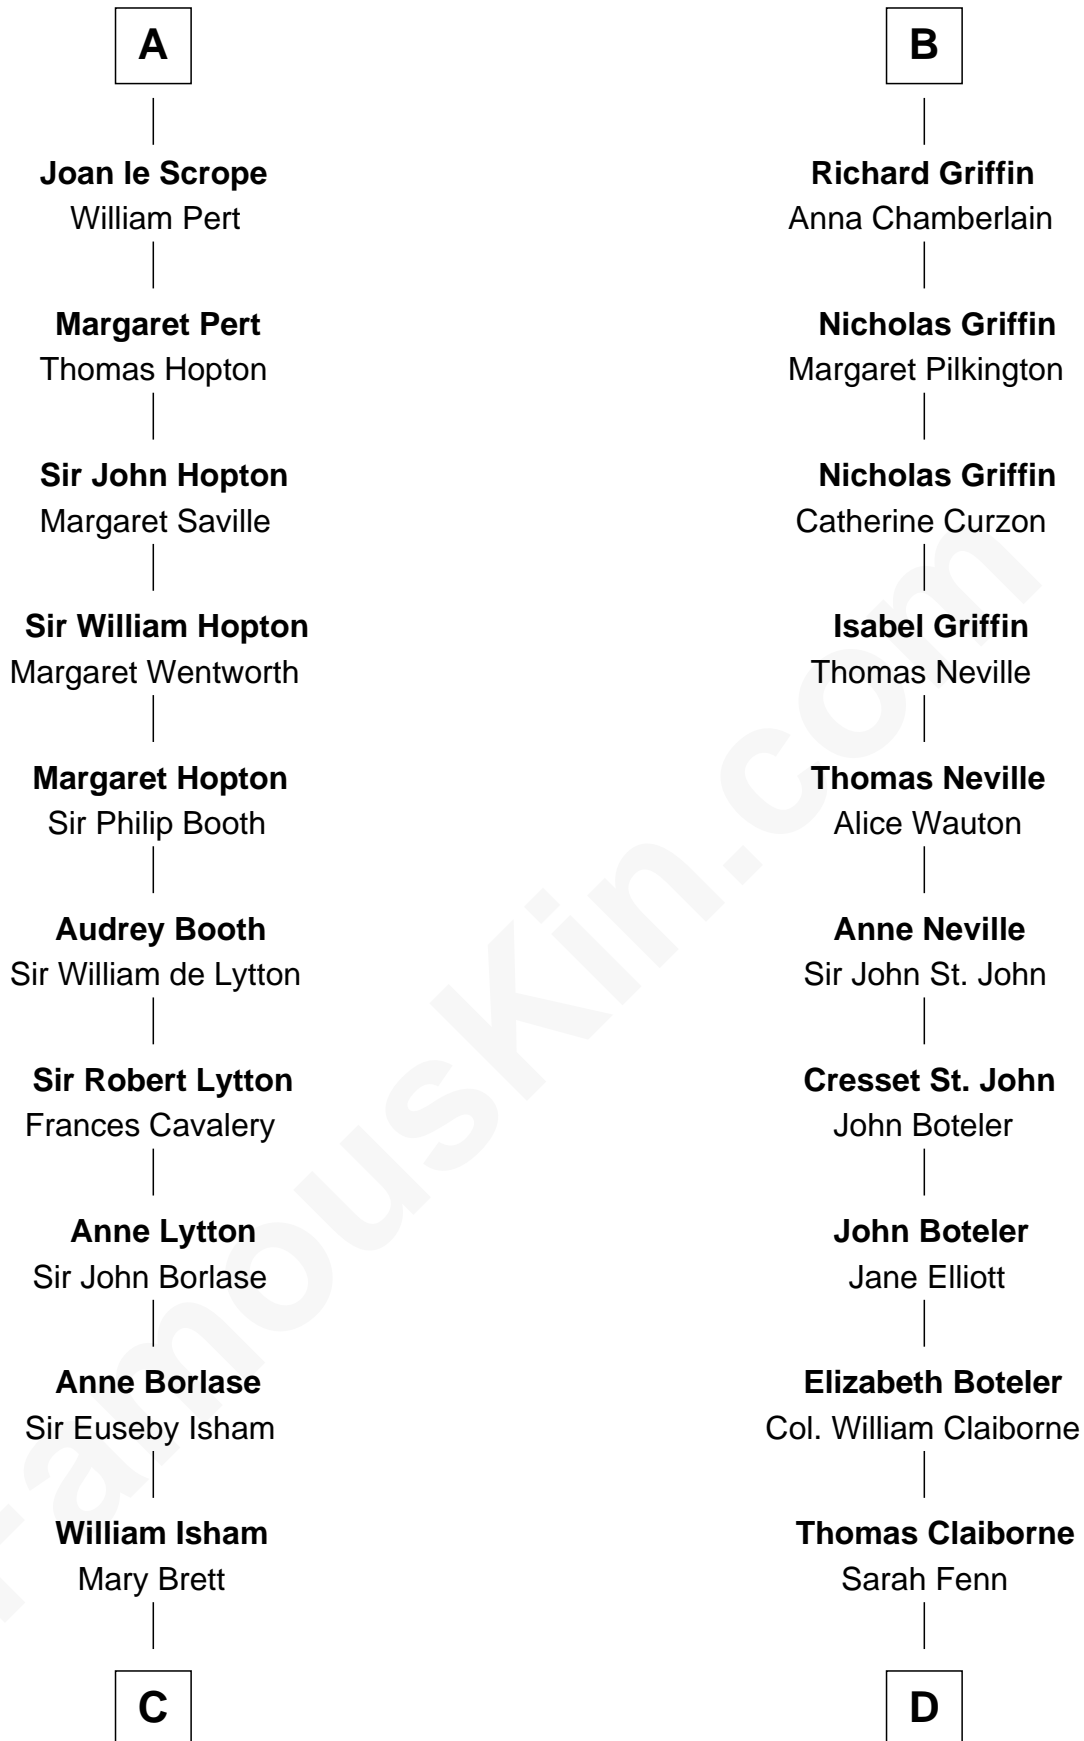 A
Joan le Scrope
William Pert
Margaret Pert
Thomas Hopton
Sir John Hopton
Margaret Saville
Sir William Hopton
Margaret Wentworth
Margaret Hopton
Sir Philip Booth
Audrey Booth
Sir William de Lytton
Sir Robert Lytton
Frances Cavalery
Anne Lytton
Sir John Borlase
Anne Borlase
Sir Euseby Isham
William Isham
Mary Brett
C
B
Richard Griffin
Anna Chamberlain
Nicholas Griffin
Margaret Pilkington
Nicholas Griffin
Catherine Curzon
Isabel Griffin
Thomas Neville
Thomas Neville
Alice Wauton
Anne Neville
Sir John St. John
Cresset St. John
John Boteler
John Boteler
Jane Elliott
Elizabeth Boteler
Col. William Claiborne
Thomas Claiborne
Sarah Fenn
D
FamousKin.com